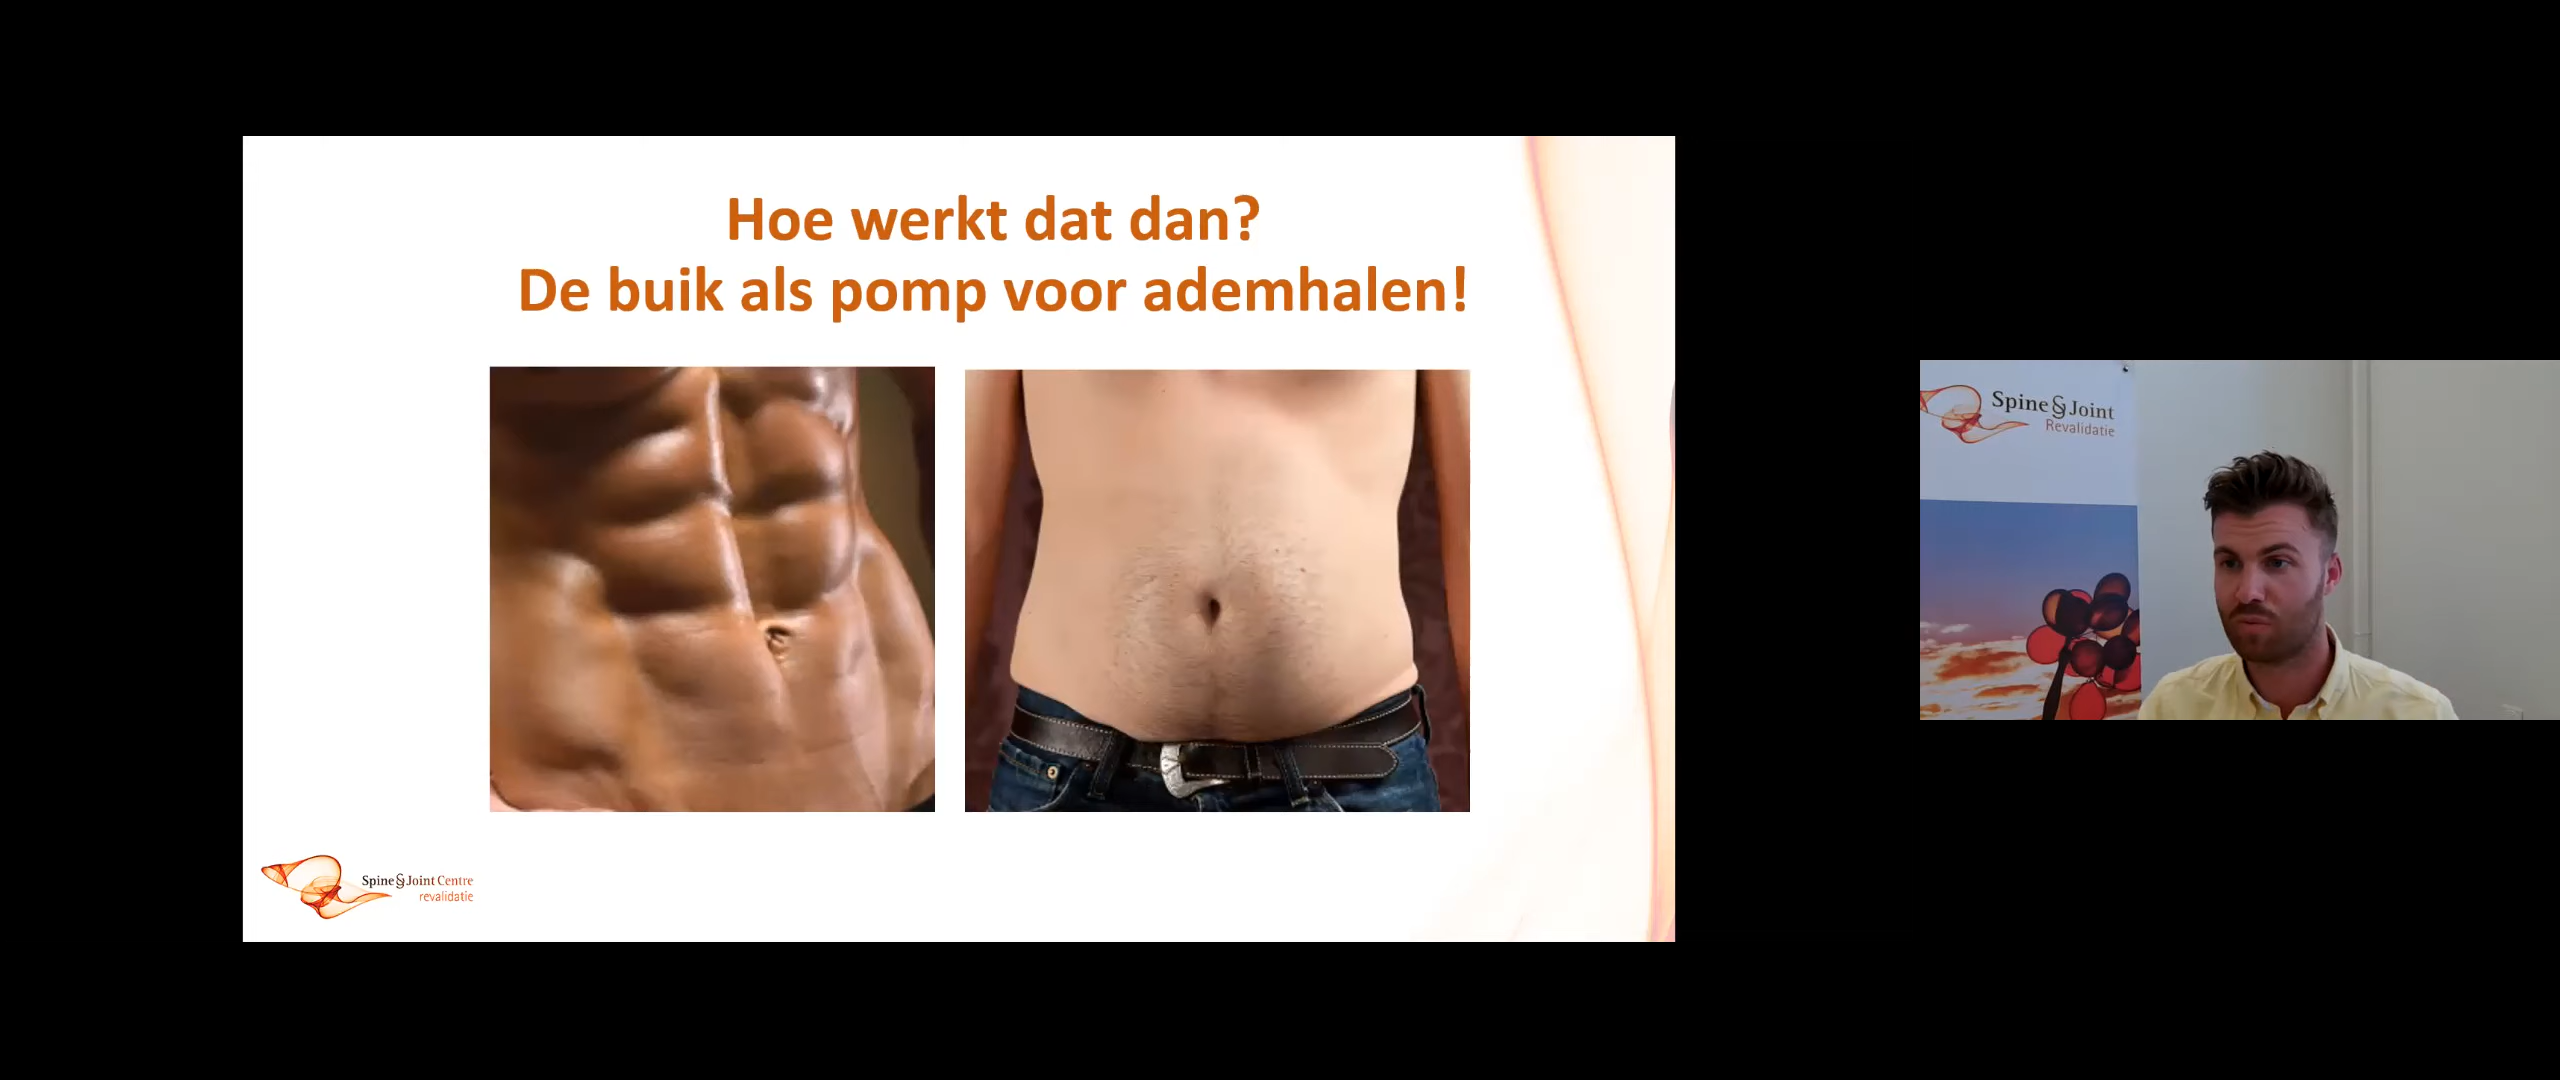 Hoe werkt dat dan?
De buik als pomp voor ademhalen!
Spine & Joint Centre
revalidatie
Spine & Joint
Revalidatie